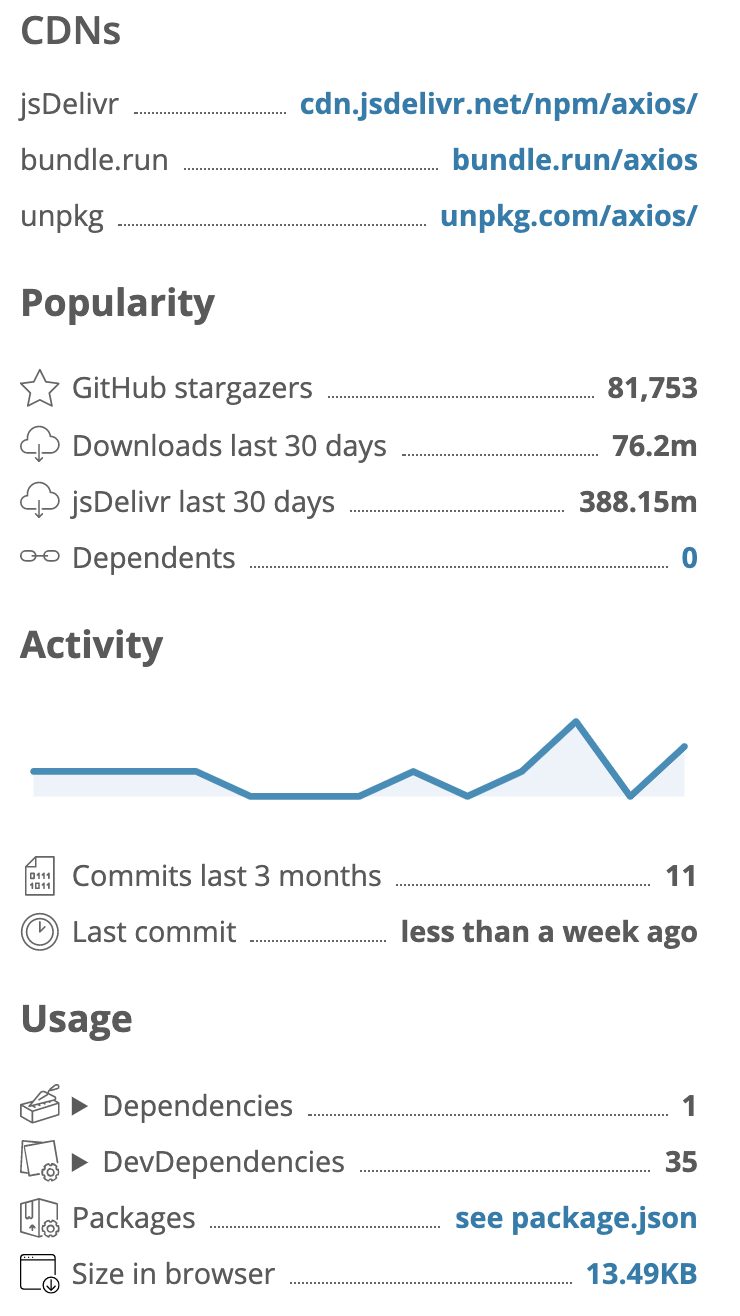 CDNs
jsDelivr cdn.jsdelivr.net/npm/axios/
bundle.run bundle.run/axios
unpkg unpkg.com/axios/
Popularity
GitHub stargazers 81,753
Downloads last 30 days 76.2m
jsDelivr last 30 days 388.15m
Dependents 0
Activity
0111
1011
Commits last 3 months 11
Last commit less than a week ago
Usage
Dependencies 1
DevDependencies 35
Packages see package.json
Size in browser 13.49KB